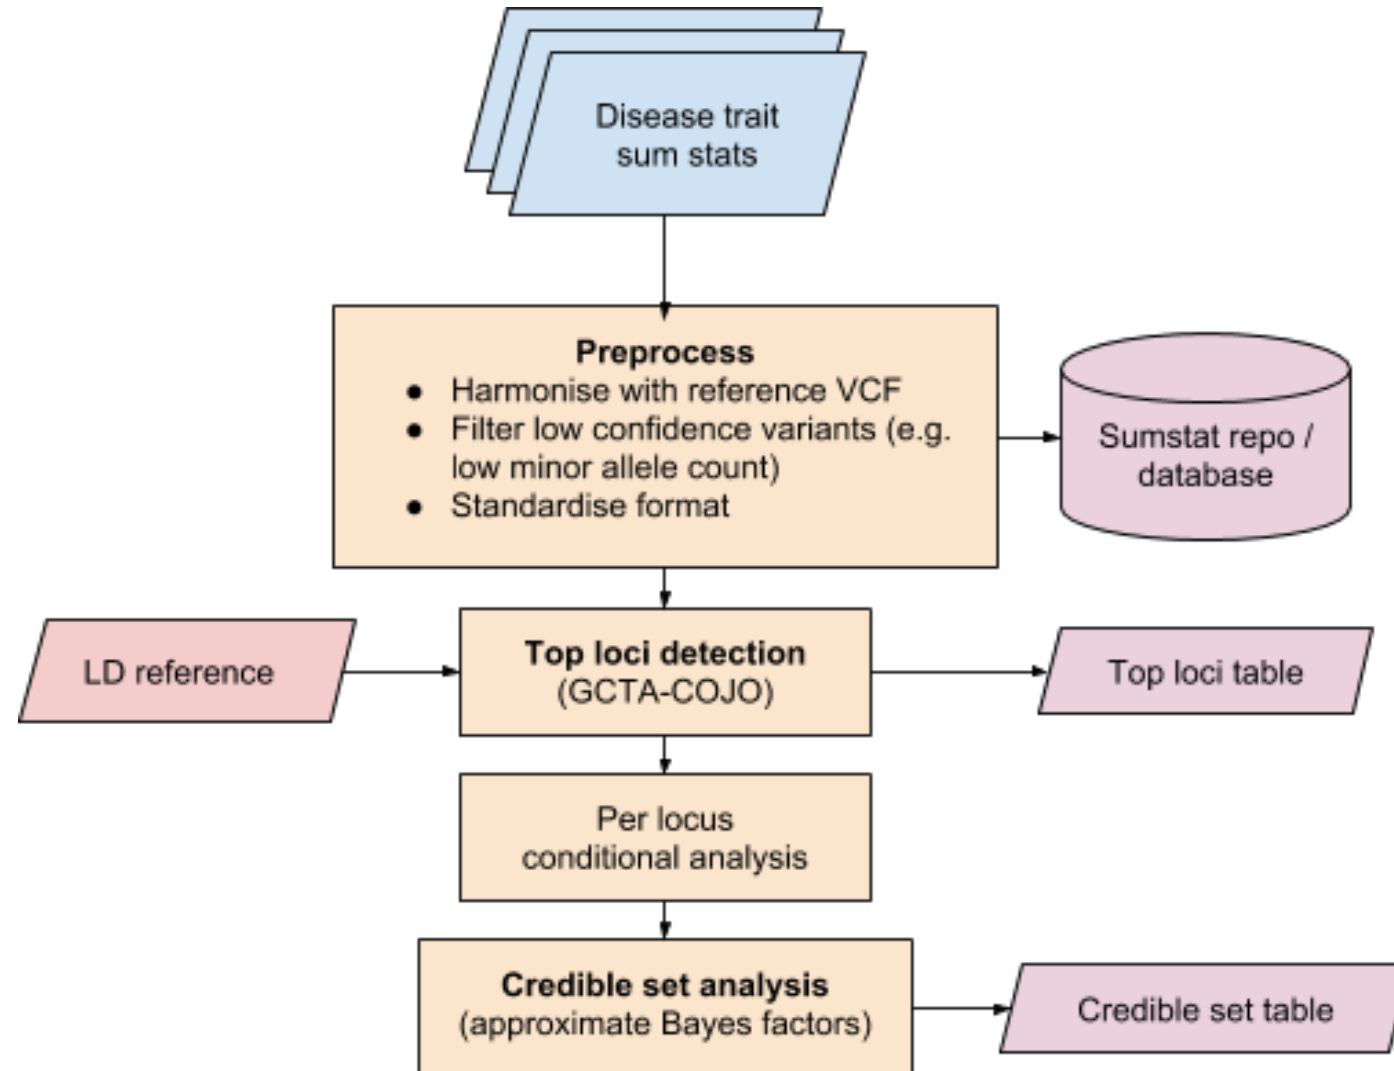 Disease trait
sum stats
Preprocess
● Harmonise with reference VCF
● Filter low confidence variants (e.g.
low minor allele count)
● Standardise format
Sumstat repo /
database
LD reference
Top loci detection
(GCTA-COJO)
Top loci table
Per locus
conditional analysis
Credible set analysis
(approximate Bayes factors)
Credible set table